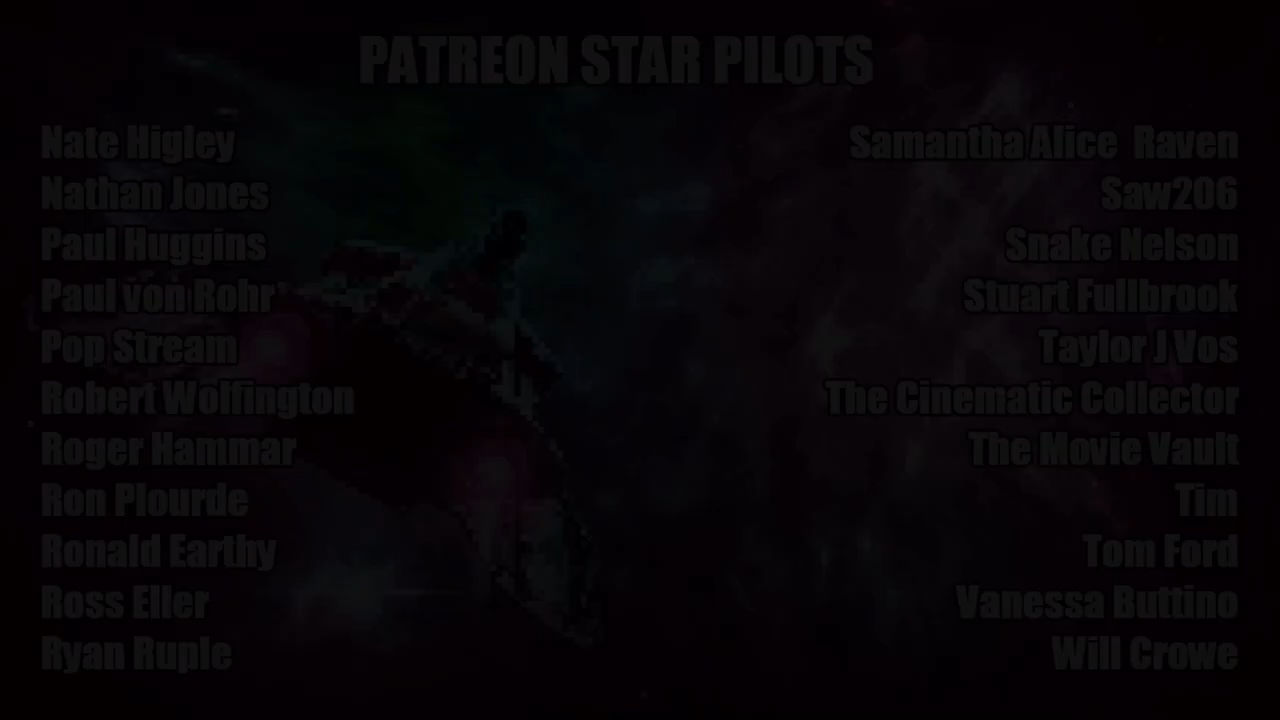 PATREON STAR PILOTS
Nate Higley
Nathan Jones
Paul Huggins
Paul von Rohr
Pop Stream
Robert Wolfington
Roger Hammar
Ron Plourde
Ronald Earthy
Ross Eller
Ryan Ruple
Samantha Alice Raven
Saw206
Snake Nelson
Stuart Fullbrook
Taylor J Vos
The Cinematic Collector
The Movie Vault
Tim
Tom Ford
Vanessa Buttino
Will Crowe